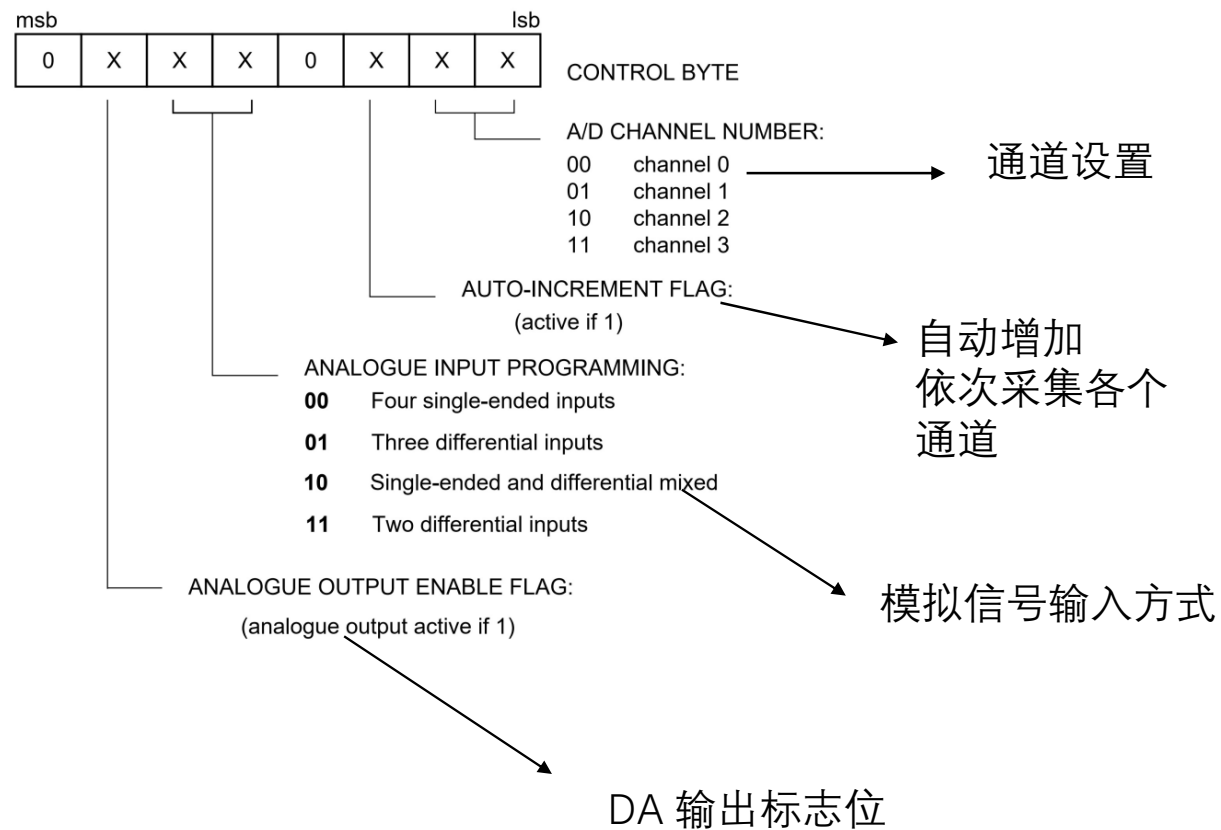 msb lsb
0 X X X 0 X X X
CONTROL BYTE
A/D CHANNEL NUMBER:
00 channel 0
01 channel 1
10 channel 2
11 channel 3
通道设置
AUTO-INCREMENT FLAG:
(active if 1)
自动增加
依次采集各个
通道
ANALOGUE INPUT PROGRAMMING:
00 Four single-ended inputs
01 Three differential inputs
10 Single-ended and differential mixed
11 Two differential inputs
模拟信号输入方式
ANALOGUE OUTPUT ENABLE FLAG:
(analogue output active if 1)
DA 输出标志位